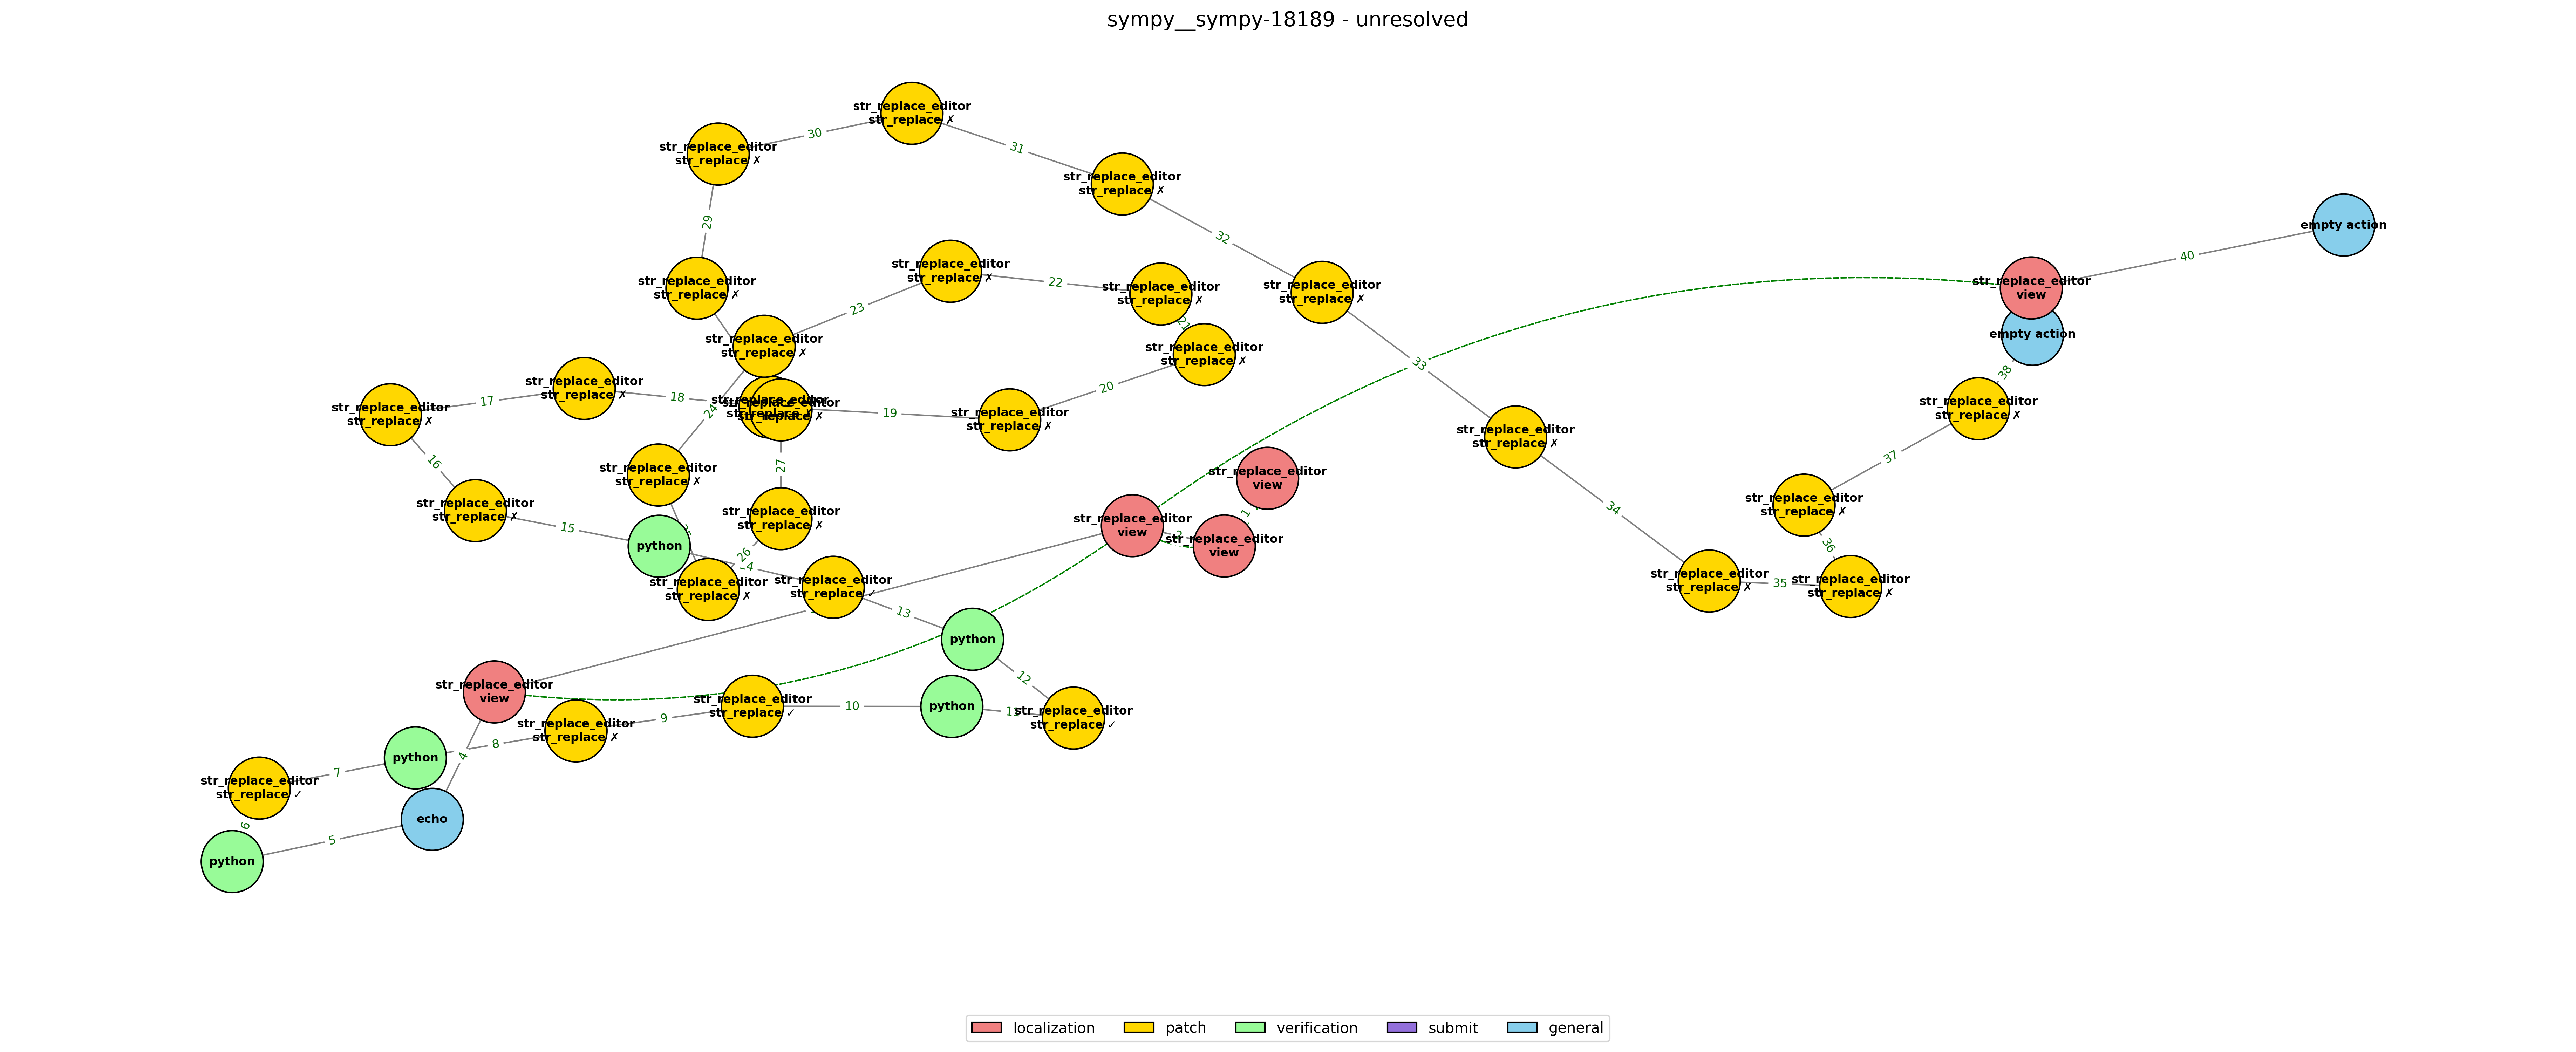 sympy__sympy-18189 - unresolved
str_replace_editor
str_replace ✗
30
str_replace_editor
str_replace ✗
31
str_replace_editor
str_replace ✗
29
32
str_replace_editor
str_replace ✗
str_replace_editor
str_replace ✗
23
str_replace_editor
str_replace ✗
22
str_replace_editor
str_replace ✗
21
str_replace_editor
str_replace ✗
33
str_replace_editor
view
40
empty action
empty action
str_replace_editor
str_replace ✗
str_replace_editor
str_replace ✗
20
38
str_replace_editor
str_replace ✗
17
str_replace_editor
str_replace ✗
18
str_replace_editor
str_replace ✗
19
str_replace_editor
str_replace ✗
24
str_replace_editor
str_replace ✗
str_replace_editor
str_replace ✗
37
16
27
str_replace_editor
str_replace ✗
str_replace_editor
view
34
str_replace_editor
str_replace ✗
str_replace_editor
str_replace ✗
15
python
str_replace_editor
str_replace ✗
str_replace_editor
view
2
1
str_replace_editor
view
36
26
str_replace_editor
str_replace ✗
str_replace_editor
str_replace ✓
13
python
str_replace_editor
str_replace ✗
35
str_replace_editor
str_replace ✗
12
str_replace_editor
view
str_replace_editor
str_replace ✗
9
str_replace_editor
str_replace ✓
10
python
11
str_replace_editor
str_replace ✓
python
8
4
str_replace_editor
str_replace ✓
7
echo
6
5
python
localization
patch
verification
submit
general